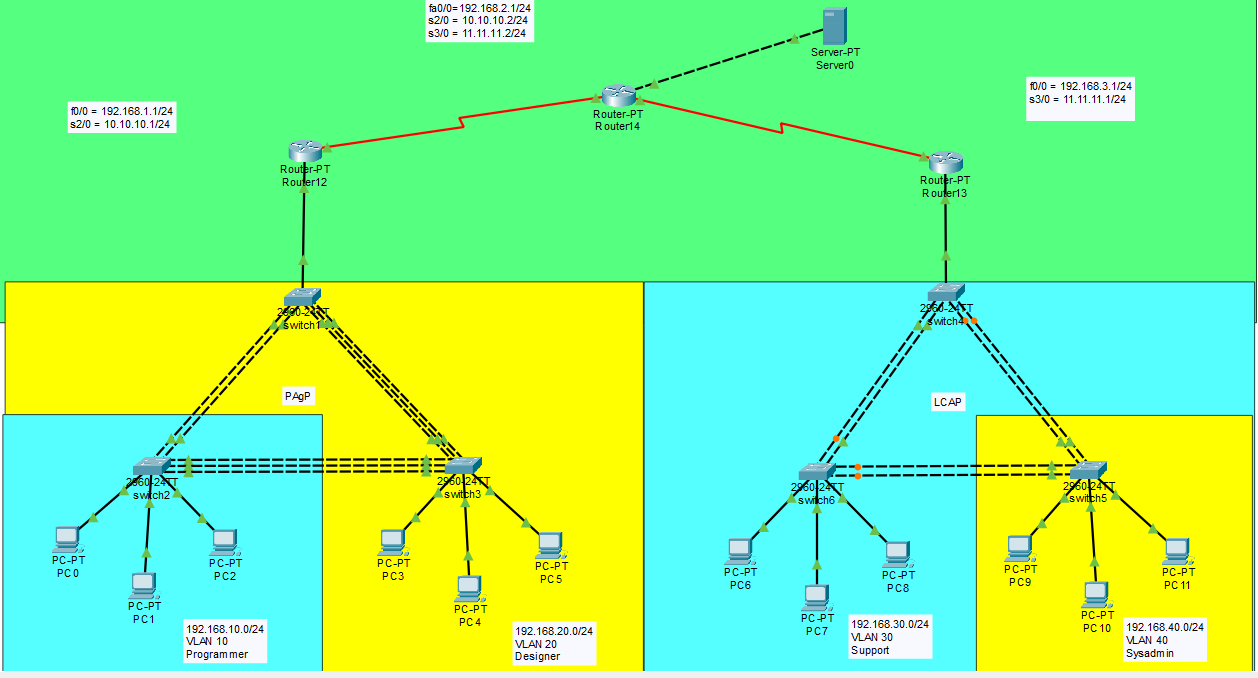 fa0/0=192.168.2.1/24
s2/0 = 10.10.10.2/24
s3/0 = 11.11.11.2/24
Server-PT
Server0
f0/0 = 192.168.3.1/24
s3/0 = 11.11.11.1/24
f0/0 = 192.168.1.1/24
s2/0 = 10.10.10.1/24
Router-PT
Router14
Router-PT
Router12
Router-PT
Router13
2960-24TT
switch1
2960-24TT
switch4
PAgP
LCAP
2960-24TT
switch2
2960-24TT
switch3
2960-24TT
switch6
2960-24TT
switch5
PC-PT
PC0
PC-PT
PC1
PC-PT
PC2
PC-PT
PC3
PC-PT
PC4
PC-PT
PC5
PC-PT
PC6
PC-PT
PC7
PC-PT
PC8
PC-PT
PC9
PC-PT
PC10
PC-PT
PC11
192.168.10.0/24
VLAN 10
Programmer
192.168.20.0/24
VLAN 20
Designer
192.168.30.0/24
VLAN 30
Support
192.168.40.0/24
VLAN 40
Sysadmin